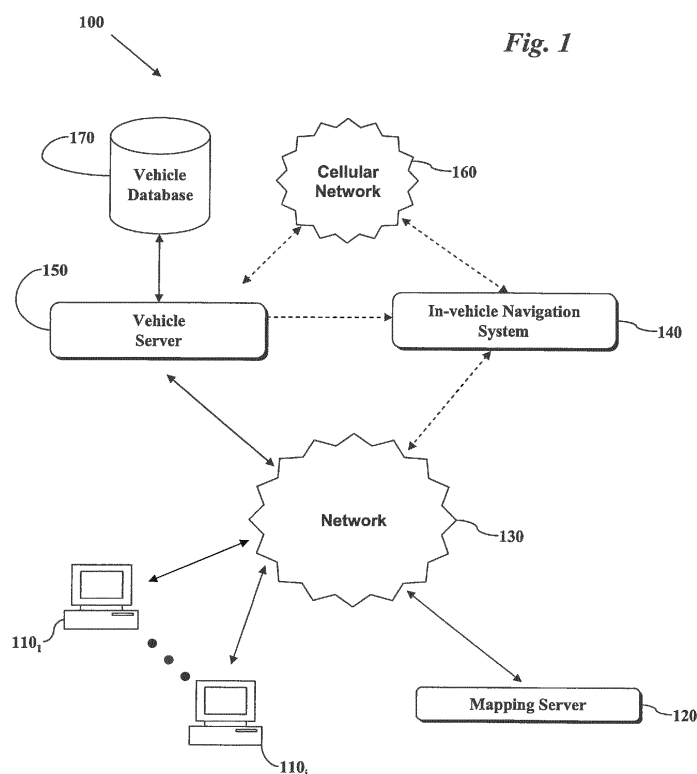 Fig. 1
100
170
Vehicle
Database
Cellular
Network
160
150
Vehicle
Server
In-vehicle Navigation
System
140
Network
130
110₁
110ᵢ
Mapping Server
120